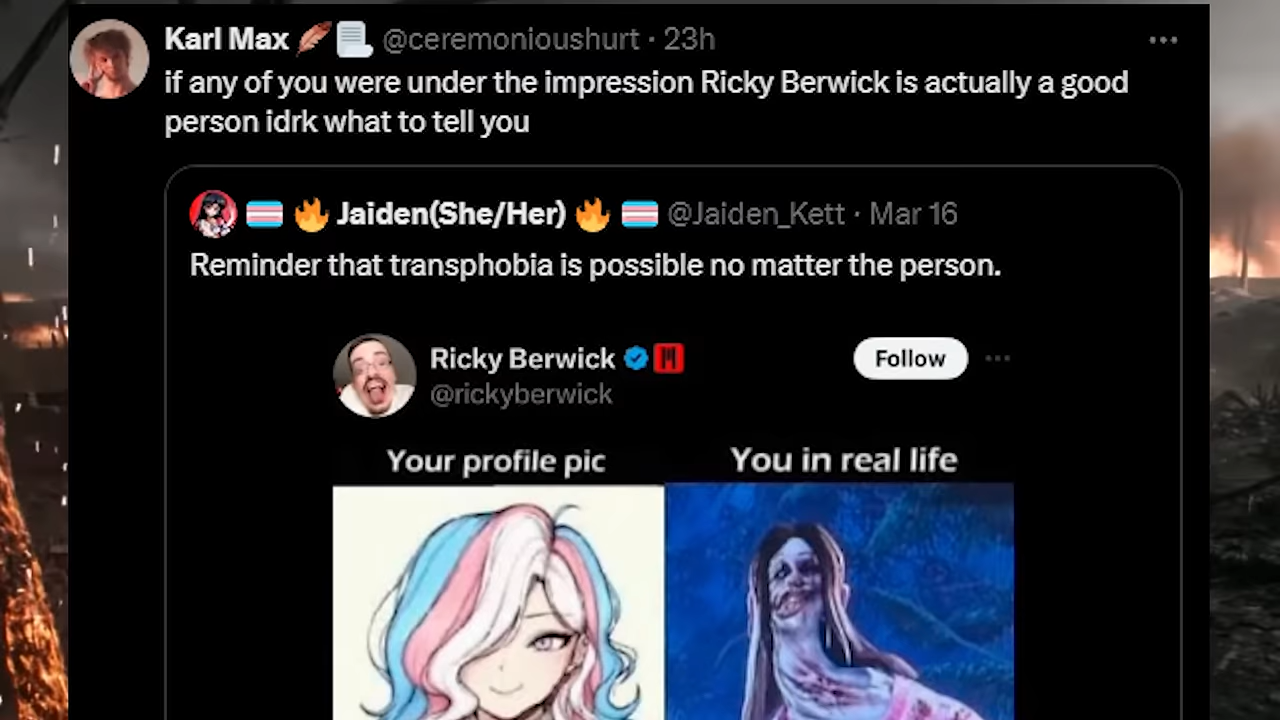 Karl Max 🪶📃 @ceremonioushurt · 23h
if any of you were under the impression Ricky Berwick is actually a good
person idrk what to tell you
🔥 Jaiden(She/Her) 🔥 @Jaiden_Kett · Mar 16
Reminder that transphobia is possible no matter the person.
Ricky Berwick
Follow
@rickyberwick
Your profile pic
You in real life